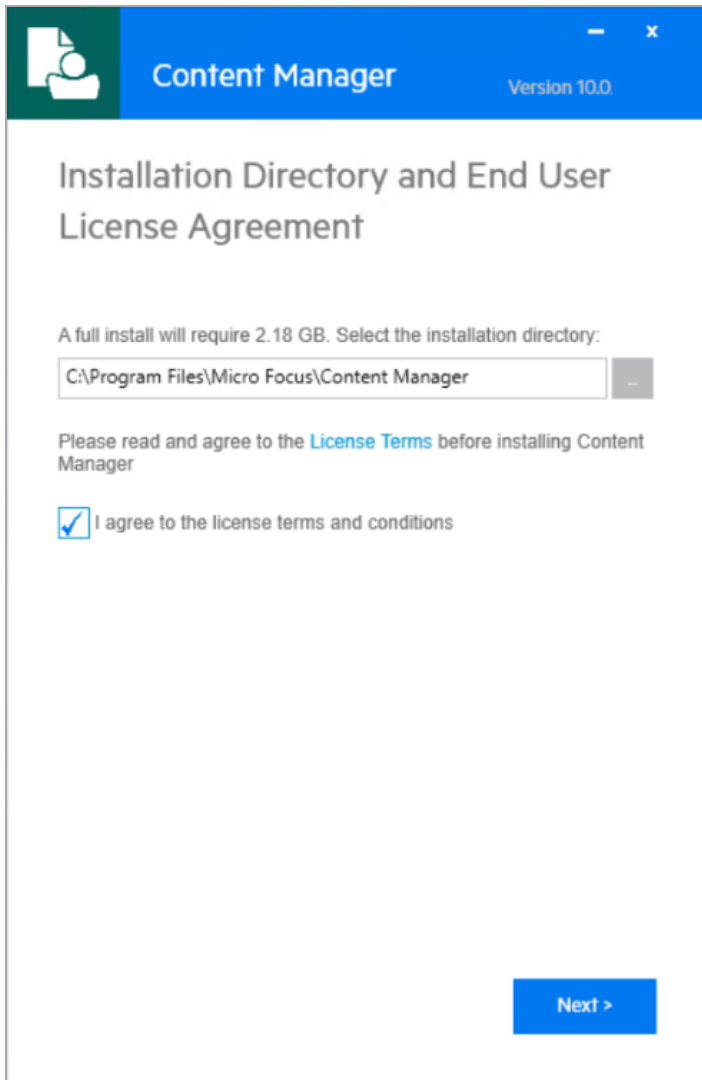 Content Manager
Version 10.0.
Installation Directory and End User
License Agreement
A full install will require 2.18 GB. Select the installation directory:
C:\Program Files\Micro Focus\Content Manager
...
Please read and agree to the License Terms before installing Content
Manager
I agree to the license terms and conditions
Next >